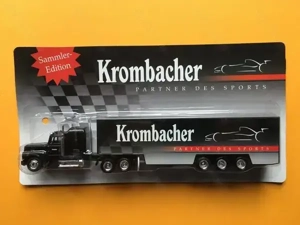 Sammler-
Edition
Krombacher
PARTNER DES SPORTS
Krombacher
PARTNER DES SPORTS